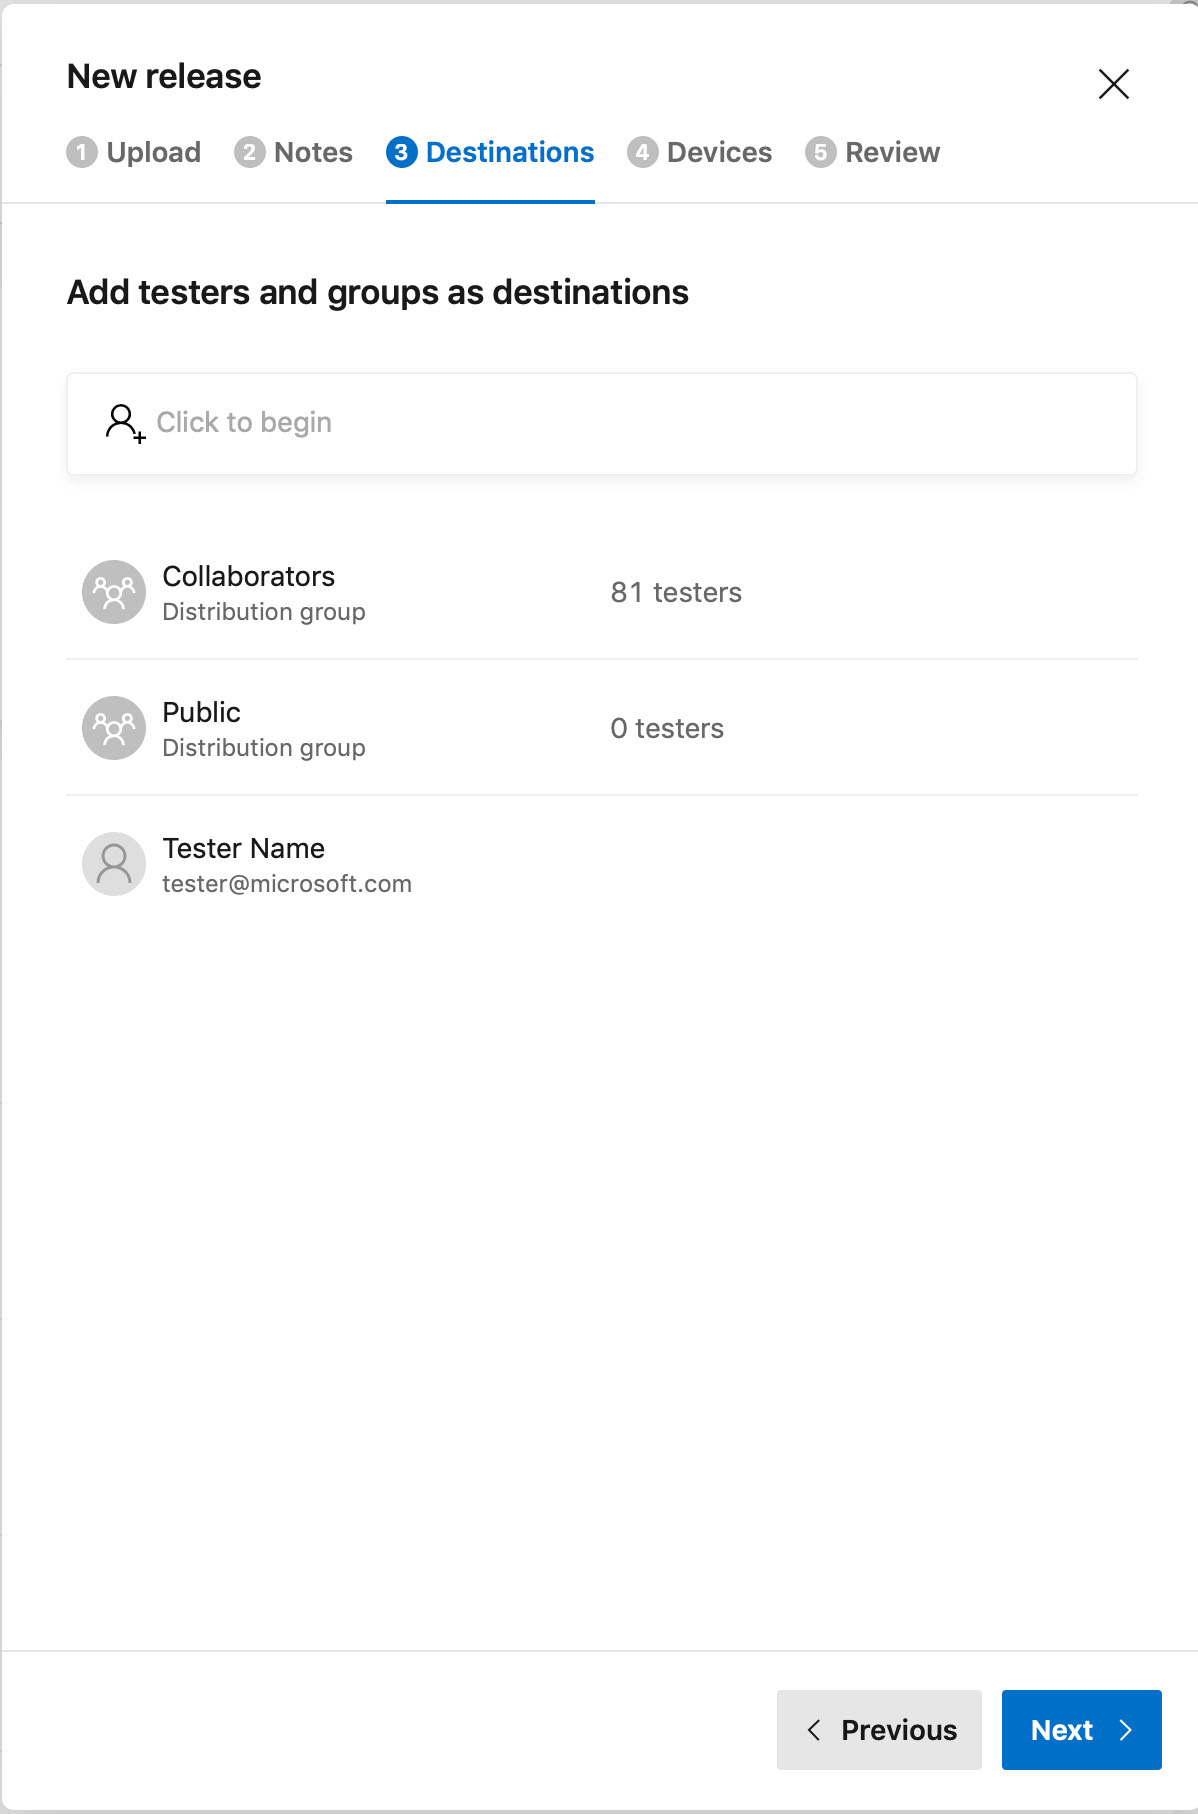 New release
1 Upload 2 Notes 3 Destinations 4 Devices 5 Review
Add testers and groups as destinations
Click to begin
Collaborators
Distribution group
81 testers
Public
Distribution group
0 testers
Tester Name
tester@microsoft.com
Previous Next